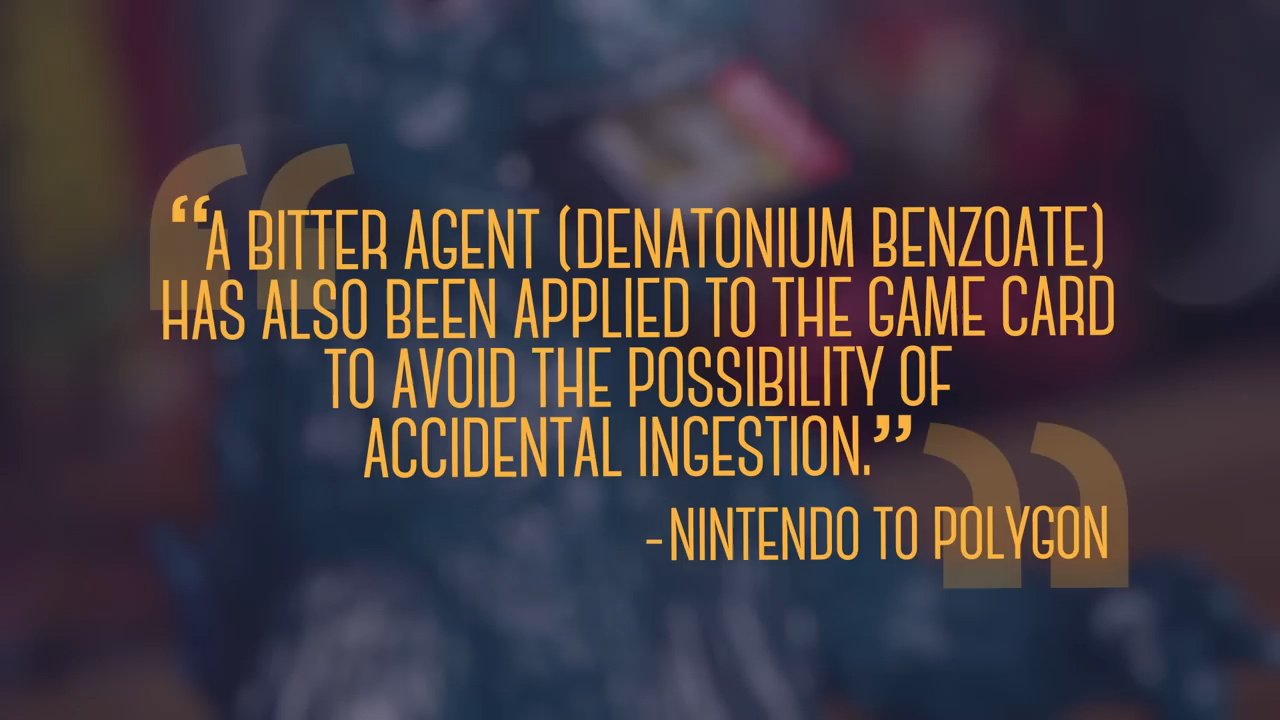 “A BITTER AGENT (DENATONIUM BENZOATE)
HAS ALSO BEEN APPLIED TO THE GAME CARD
TO AVOID THE POSSIBILITY OF
ACCIDENTAL INGESTION.”
-NINTENDO TO POLYGON